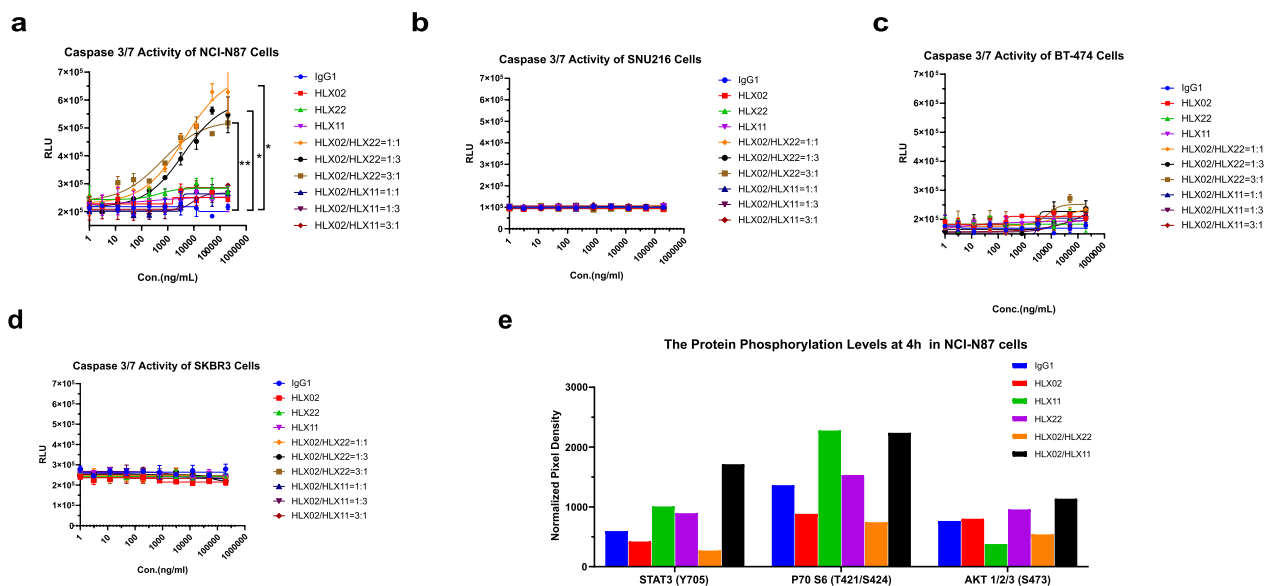 a
Caspase 3/7 Activity of NCI-N87 Cells
7×10⁵
6×10⁵
5×10⁵
4×10⁵
3×10⁵
2×10⁵
RLU
1
10
100
1000
10000
100000
1000000
Con.(ng/mL)
**
*
*
IgG1
HLX02
HLX22
HLX11
HLX02/HLX22=1:1
HLX02/HLX22=1:3
HLX02/HLX22=3:1
HLX02/HLX11=1:1
HLX02/HLX11=1:3
HLX02/HLX11=3:1
b
Caspase 3/7 Activity of SNU216 Cells
7×10⁵
6×10⁵
5×10⁵
4×10⁵
3×10⁵
2×10⁵
1×10⁵
0
RLU
1
10
100
1000
10000
100000
1000000
Con.(ng/ml)
IgG1
HLX02
HLX22
HLX11
HLX02/HLX22=1:1
HLX02/HLX22=1:3
HLX02/HLX22=3:1
HLX02/HLX11=1:1
HLX02/HLX11=1:3
HLX02/HLX11=3:1
c
Caspase 3/7 Activity of BT-474 Cells
7×10⁵
6×10⁵
5×10⁵
4×10⁵
3×10⁵
2×10⁵
RLU
1
10
100
1000
10000
100000
1000000
Conc.(ng/mL)
IgG1
HLX02
HLX22
HLX11
HLX02/HLX22=1:1
HLX02/HLX22=1:3
HLX02/HLX22=3:1
HLX02/HLX11=1:1
HLX02/HLX11=1:3
HLX02/HLX11=3:1
d
Caspase 3/7 Activity of SKBR3 Cells
7×10⁵
6×10⁵
5×10⁵
4×10⁵
3×10⁵
2×10⁵
1×10⁵
0
RLU
1
10
100
1000
10000
100000
1000000
Con.(ng/ml)
IgG1
HLX02
HLX22
HLX11
HLX02/HLX22=1:1
HLX02/HLX22=1:3
HLX02/HLX22=3:1
HLX02/HLX11=1:1
HLX02/HLX11=1:3
HLX02/HLX11=3:1
e
The Protein Phosphorylation Levels at 4h in NCI-N87 cells
3000
2000
1000
0
Normalized Pixel Density
STAT3 (Y705)
P70 S6 (T421/S424)
AKT 1/2/3 (S473)
IgG1
HLX02
HLX11
HLX22
HLX02/HLX22
HLX02/HLX11